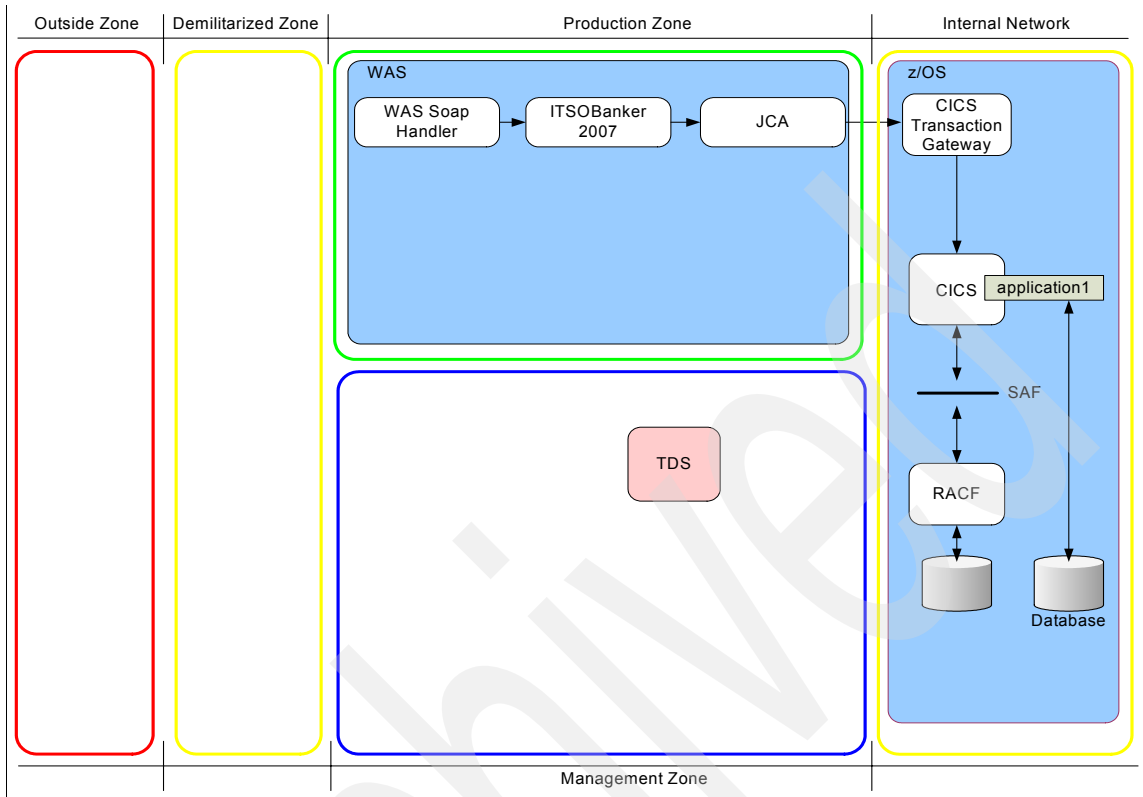 Outside Zone
Demilitarized Zone
Production Zone
Internal Network
WAS
WAS Soap
Handler
ITSOBanker
2007
JCA
z/OS
CICS
Transaction
Gateway
CICS
application1
SAF
TDS
RACF
Database
Management Zone